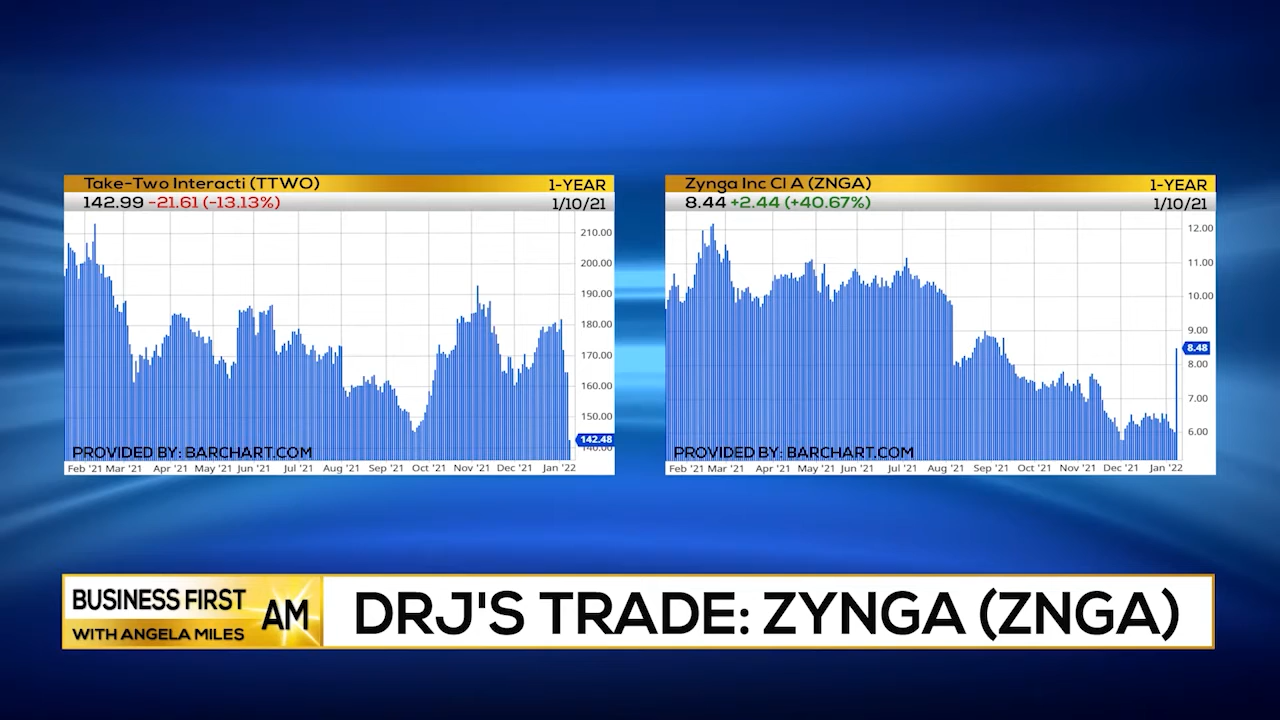 Take-Two Interacti (TTWO)
1-YEAR
142.99 -21.61 (-13.13%)
1/10/21
210.00
200.00
190.00
180.00
170.00
160.00
150.00
142.48
140.00
PROVIDED BY: BARCHART.COM
Feb '21 Mar '21 Apr '21 May '21 Jun '21 Jul '21 Aug '21 Sep '21 Oct '21 Nov '21 Dec '21 Jan '22
Zynga Inc Cl A (ZNGA)
1-YEAR
8.44 +2.44 (+40.67%)
1/10/21
12.00
11.00
10.00
9.00
8.48
8.00
7.00
6.00
PROVIDED BY: BARCHART.COM
Feb '21 Mar '21 Apr '21 May '21 Jun '21 Jul '21 Aug '21 Sep '21 Oct '21 Nov '21 Dec '21 Jan '22
BUSINESS FIRST
AM
WITH ANGELA MILES
DRJ'S TRADE: ZYNGA (ZNGA)